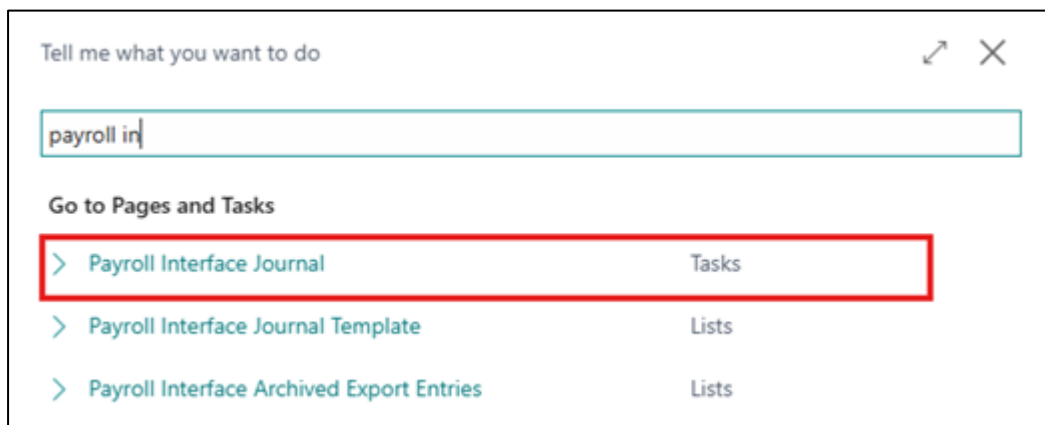 Tell me what you want to do
payroll in
Go to Pages and Tasks
Payroll Interface Journal Tasks
Payroll Interface Journal Template Lists
Payroll Interface Archived Export Entries Lists